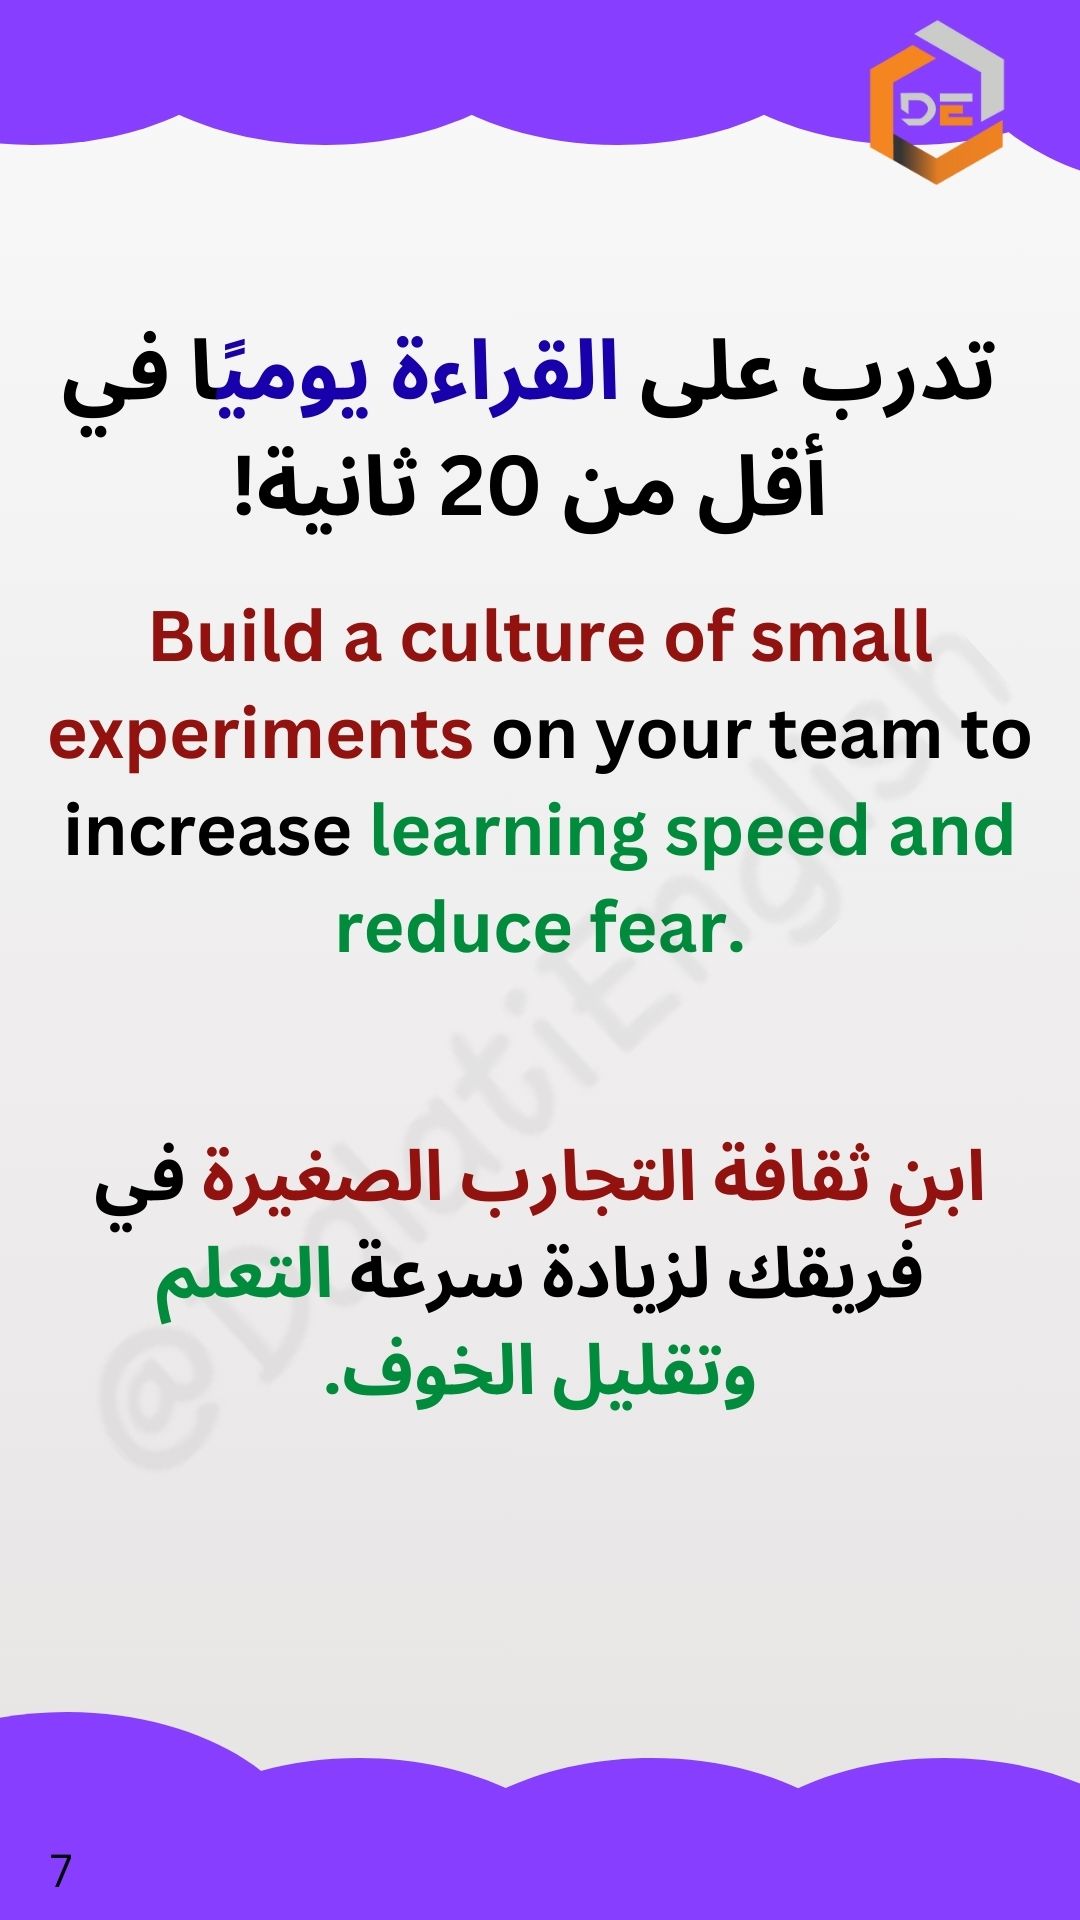 DE
تدرب على القراءة يوميًا في
أقل من 20 ثانية!
Build a culture of small
experiments on your team to
increase learning speed and
reduce fear.
ابنِ ثقافة التجارب الصغيرة في
فريقك لزيادة سرعة التعلم
وتقليل الخوف.
@DalatiEnglish
7